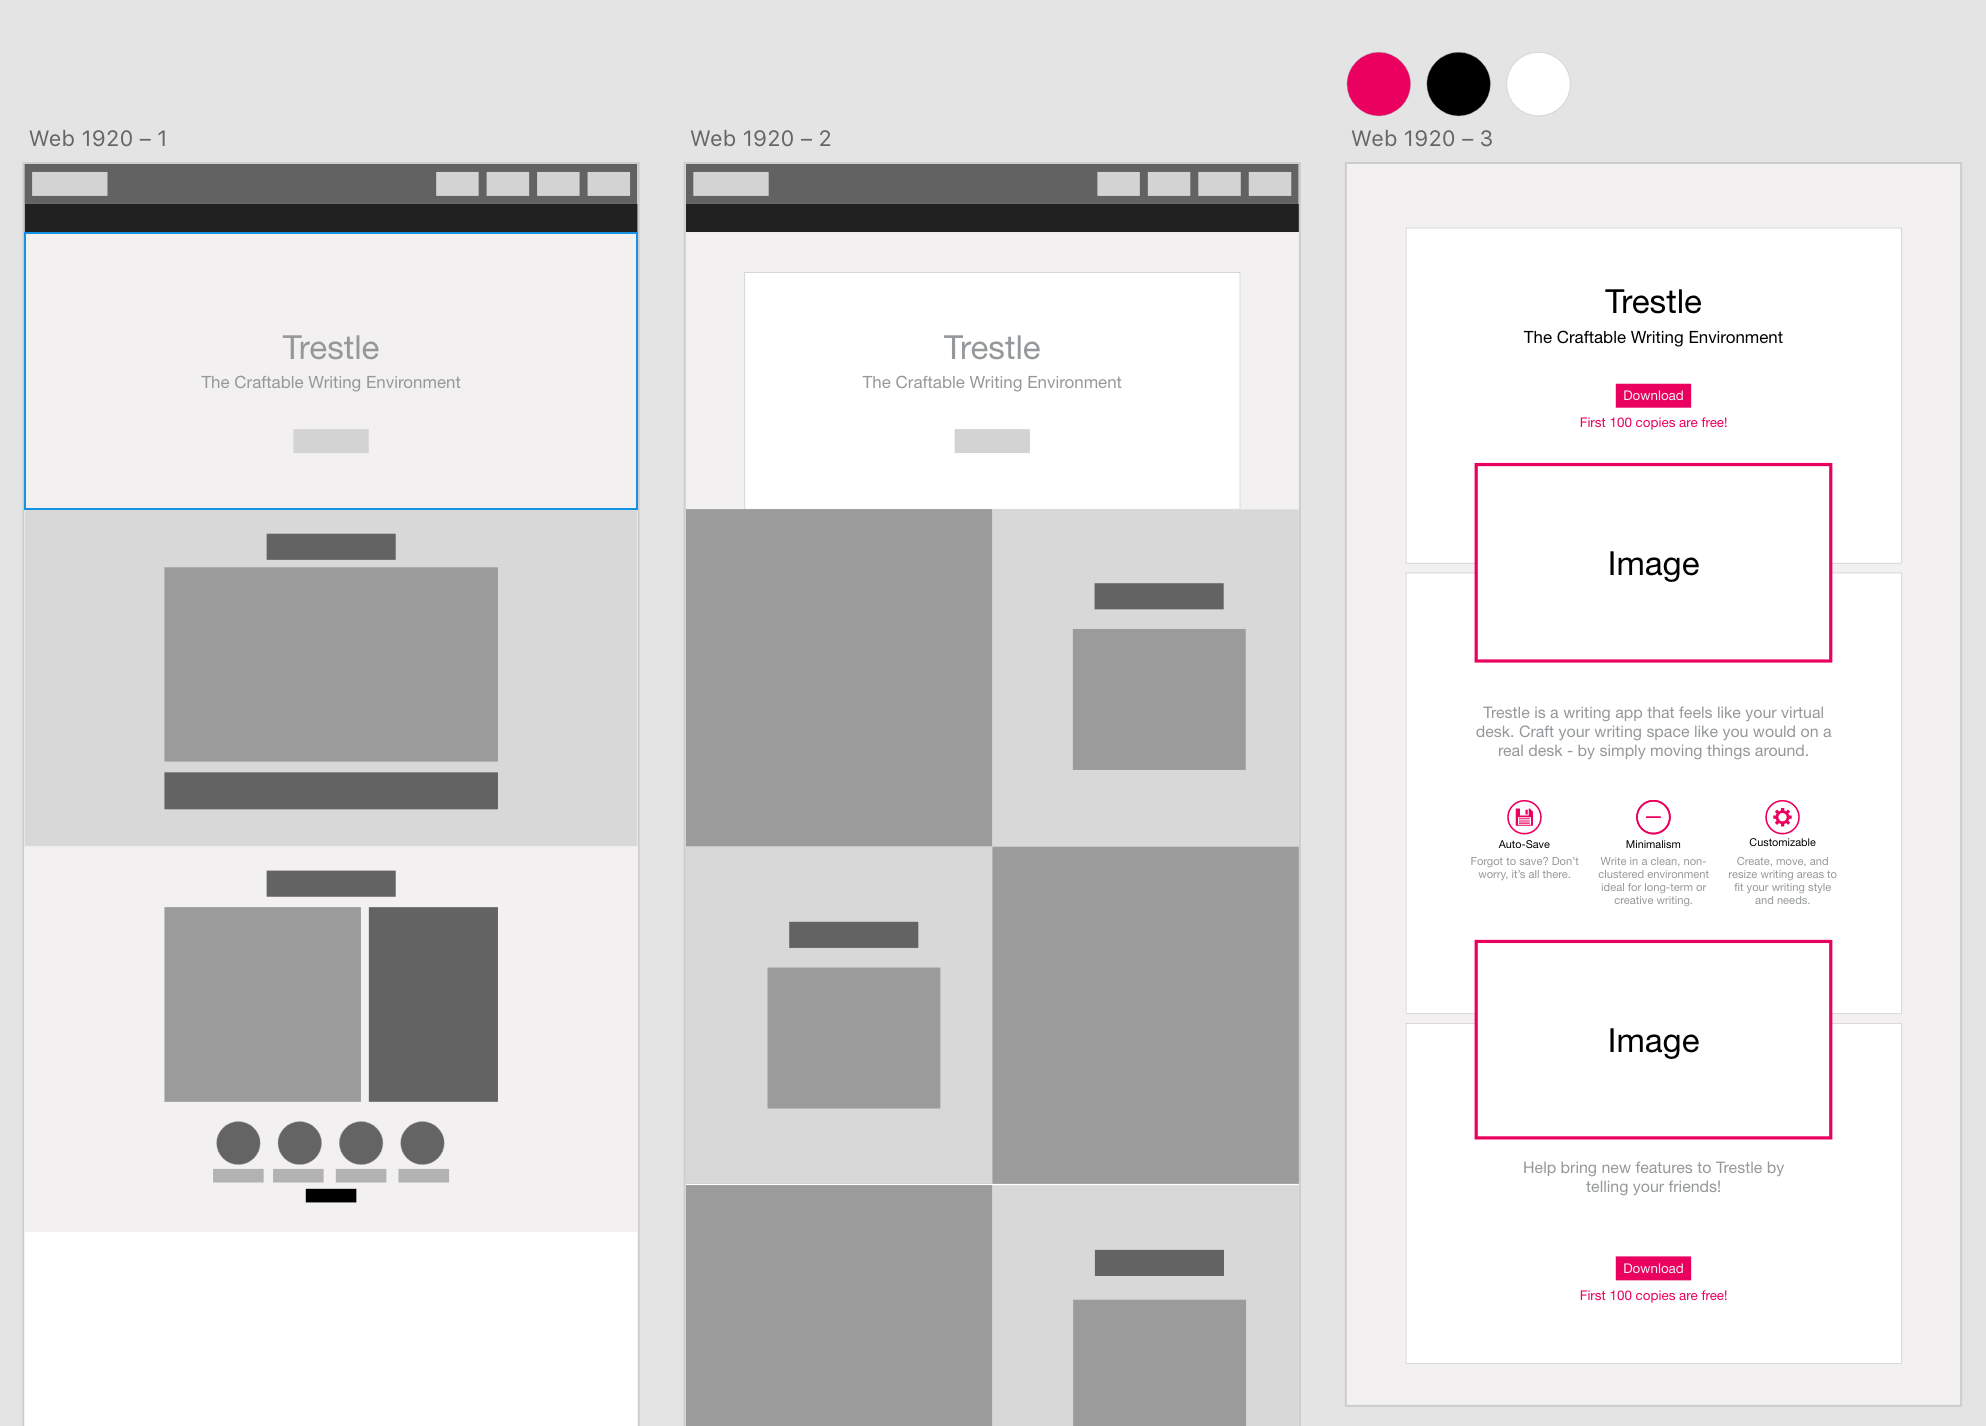 Web 1920 – 1
Trestle
The Craftable Writing Environment
Web 1920 – 2
Trestle
The Craftable Writing Environment
Web 1920 – 3
Trestle
The Craftable Writing Environment
Download
First 100 copies are free!
Image
Trestle is a writing app that feels like your virtual
desk. Craft your writing space like you would on a
real desk - by simply moving things around.
Auto-Save
Forgot to save? Don't
worry, it's all there.
Minimalism
Write in a clean, non-
clustered environment
ideal for long-term or
creative writing.
Customizable
Create, move, and
resize writing areas to
fit your writing style
and needs.
Image
Help bring new features to Trestle by
telling your friends!
Download
First 100 copies are free!